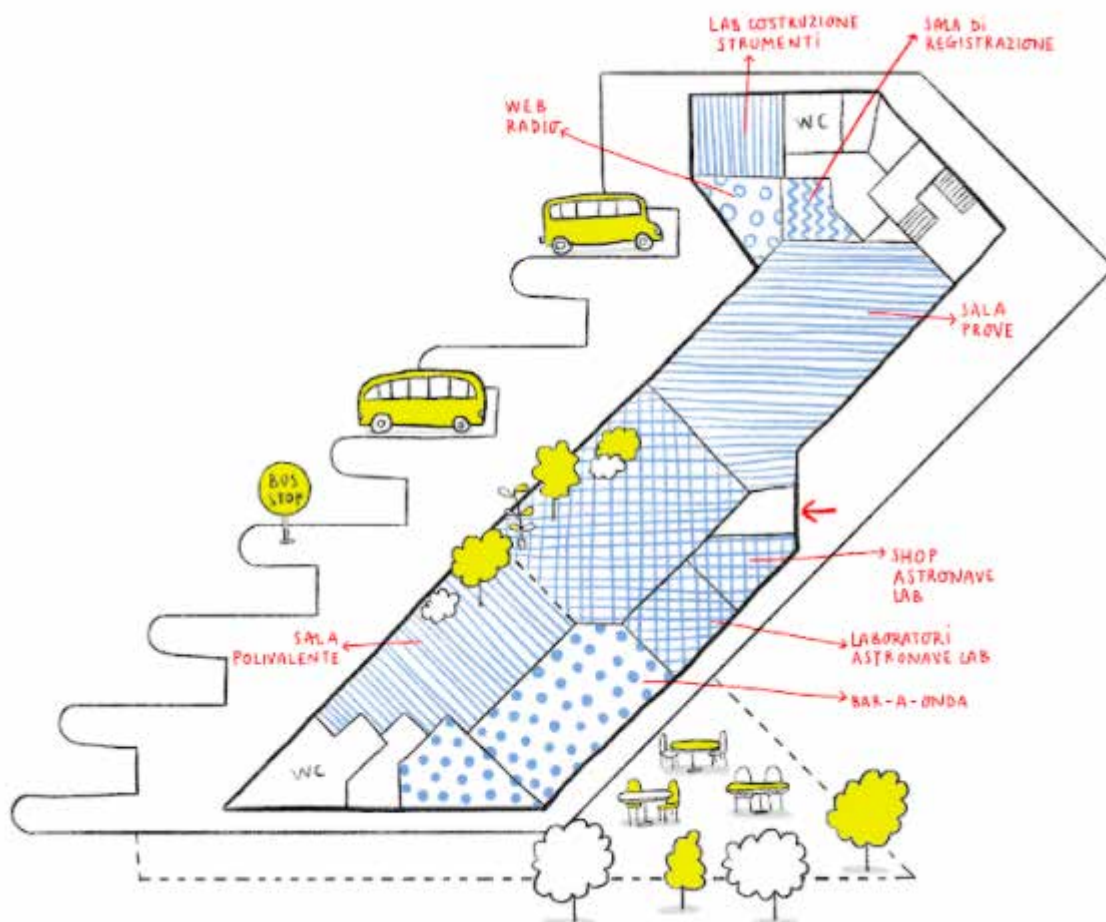 LAB COSTRUZIONE
STRUMENTI
SALA DI
REGISTRAZIONE
WEB
RADIO
WC
SALA
PROVE
BUS
STOP
SHOP
ASTRONAVE
LAB
SALA
POLIVALENTE
LABORATORI
ASTRONAVE LAB
BAR-A-ONDA
WC